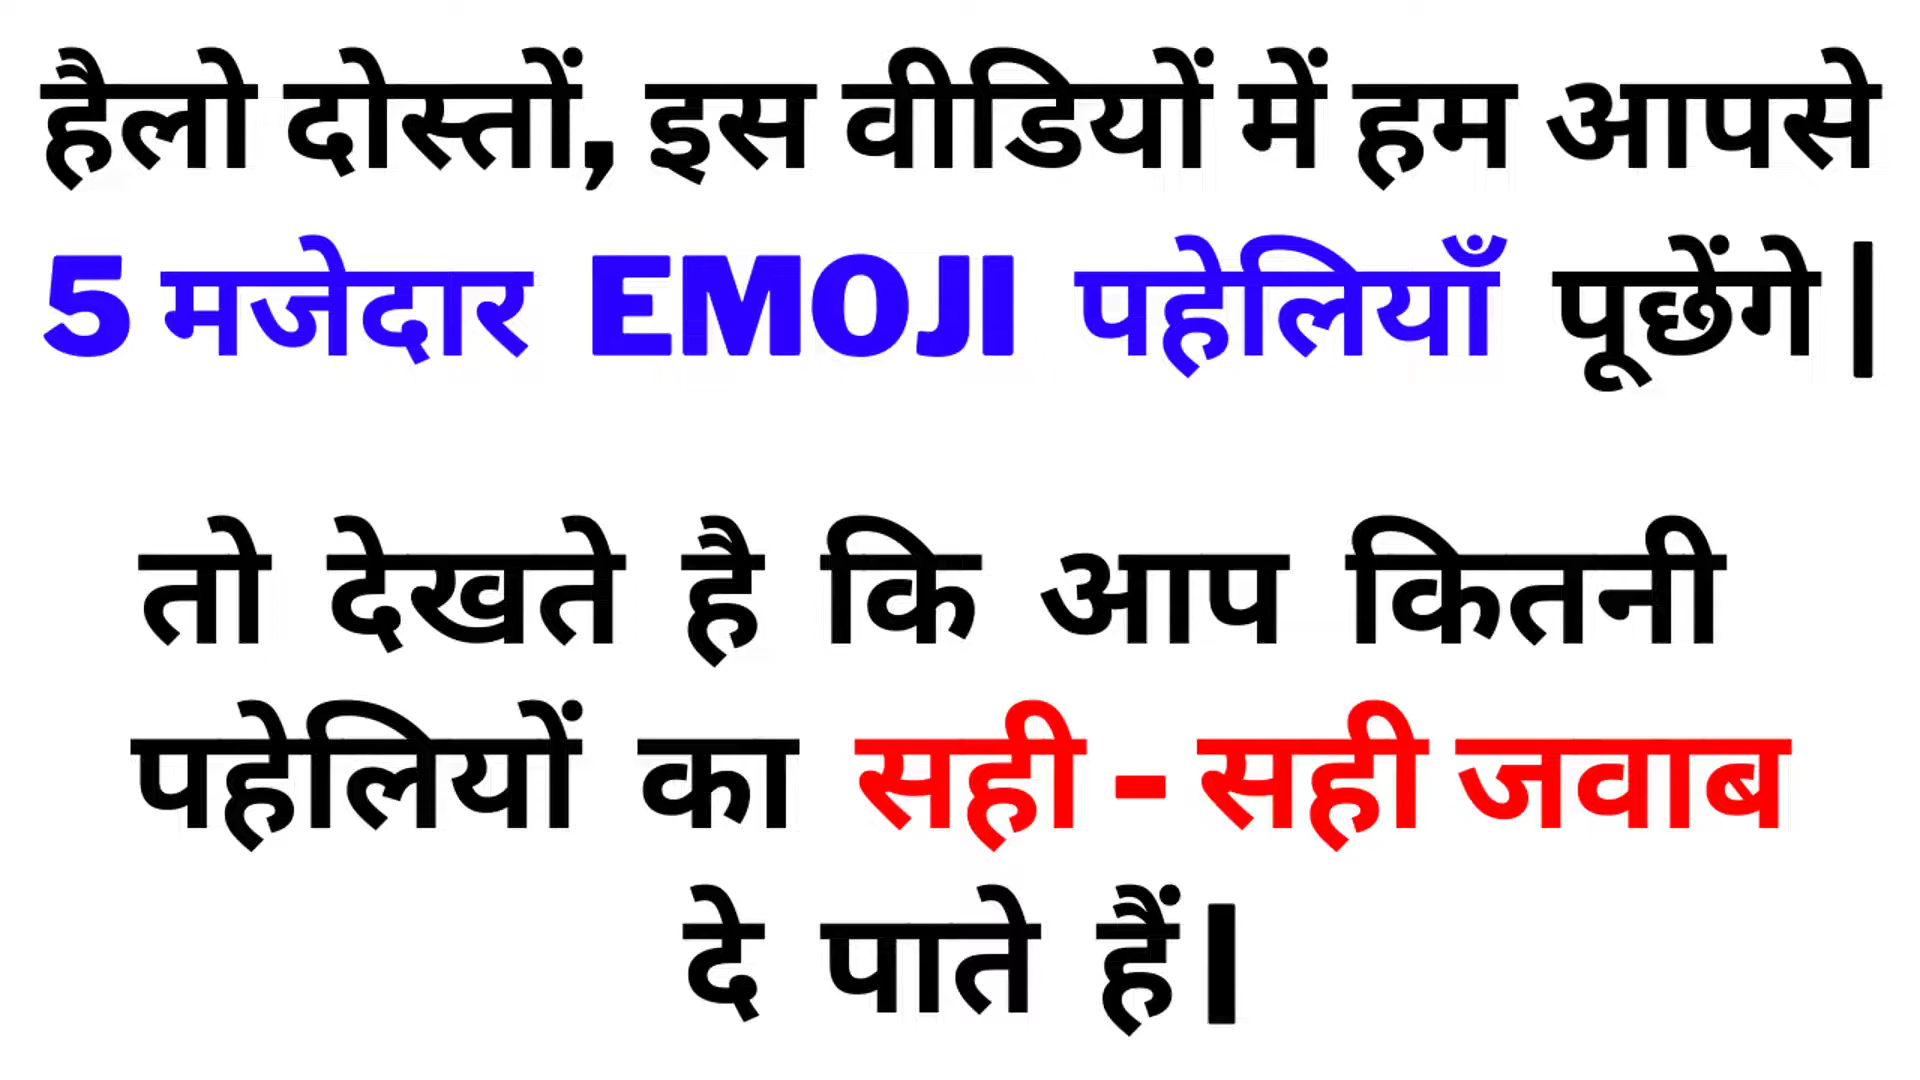 हैलो दोस्तों, इस वीडियों में हम आपसे
5 मजेदार EMOJI पहेलियाँ पूछेंगे |
तो देखते है कि आप कितनी
पहेलियों का सही - सही जवाब
दे पाते हैं |